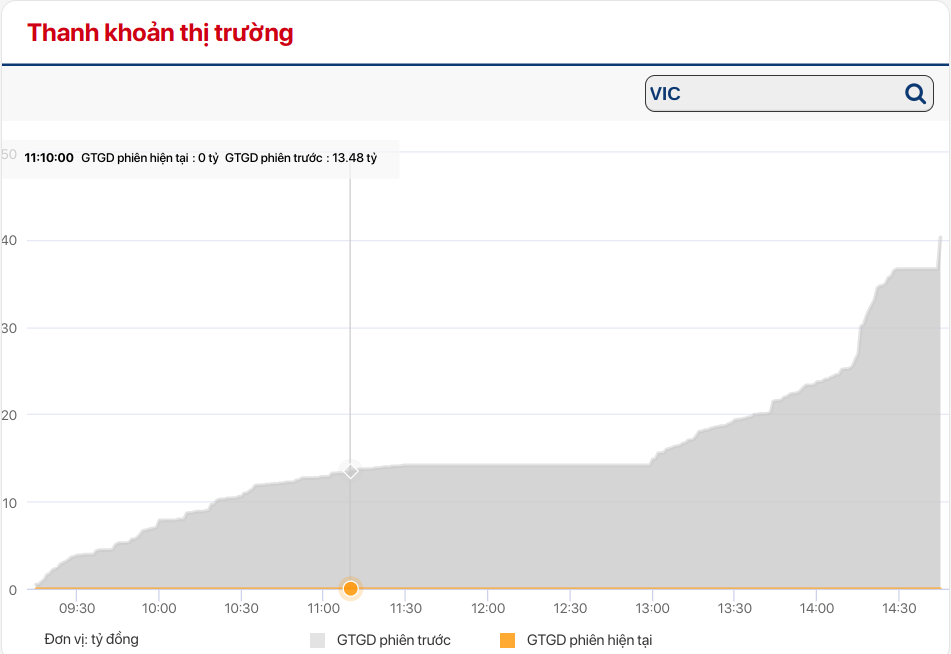 Thanh khoản thị trường
VIC
50
11:10:00 GTGD phiên hiện tại : 0 tỷ GTGD phiên trước : 13.48 tỷ
40
30
20
10
0
09:30 10:00 10:30 11:00 11:30 12:00 12:30 13:00 13:30 14:00 14:30
Đơn vị: tỷ đồng GTGD phiên trước GTGD phiên hiện tại